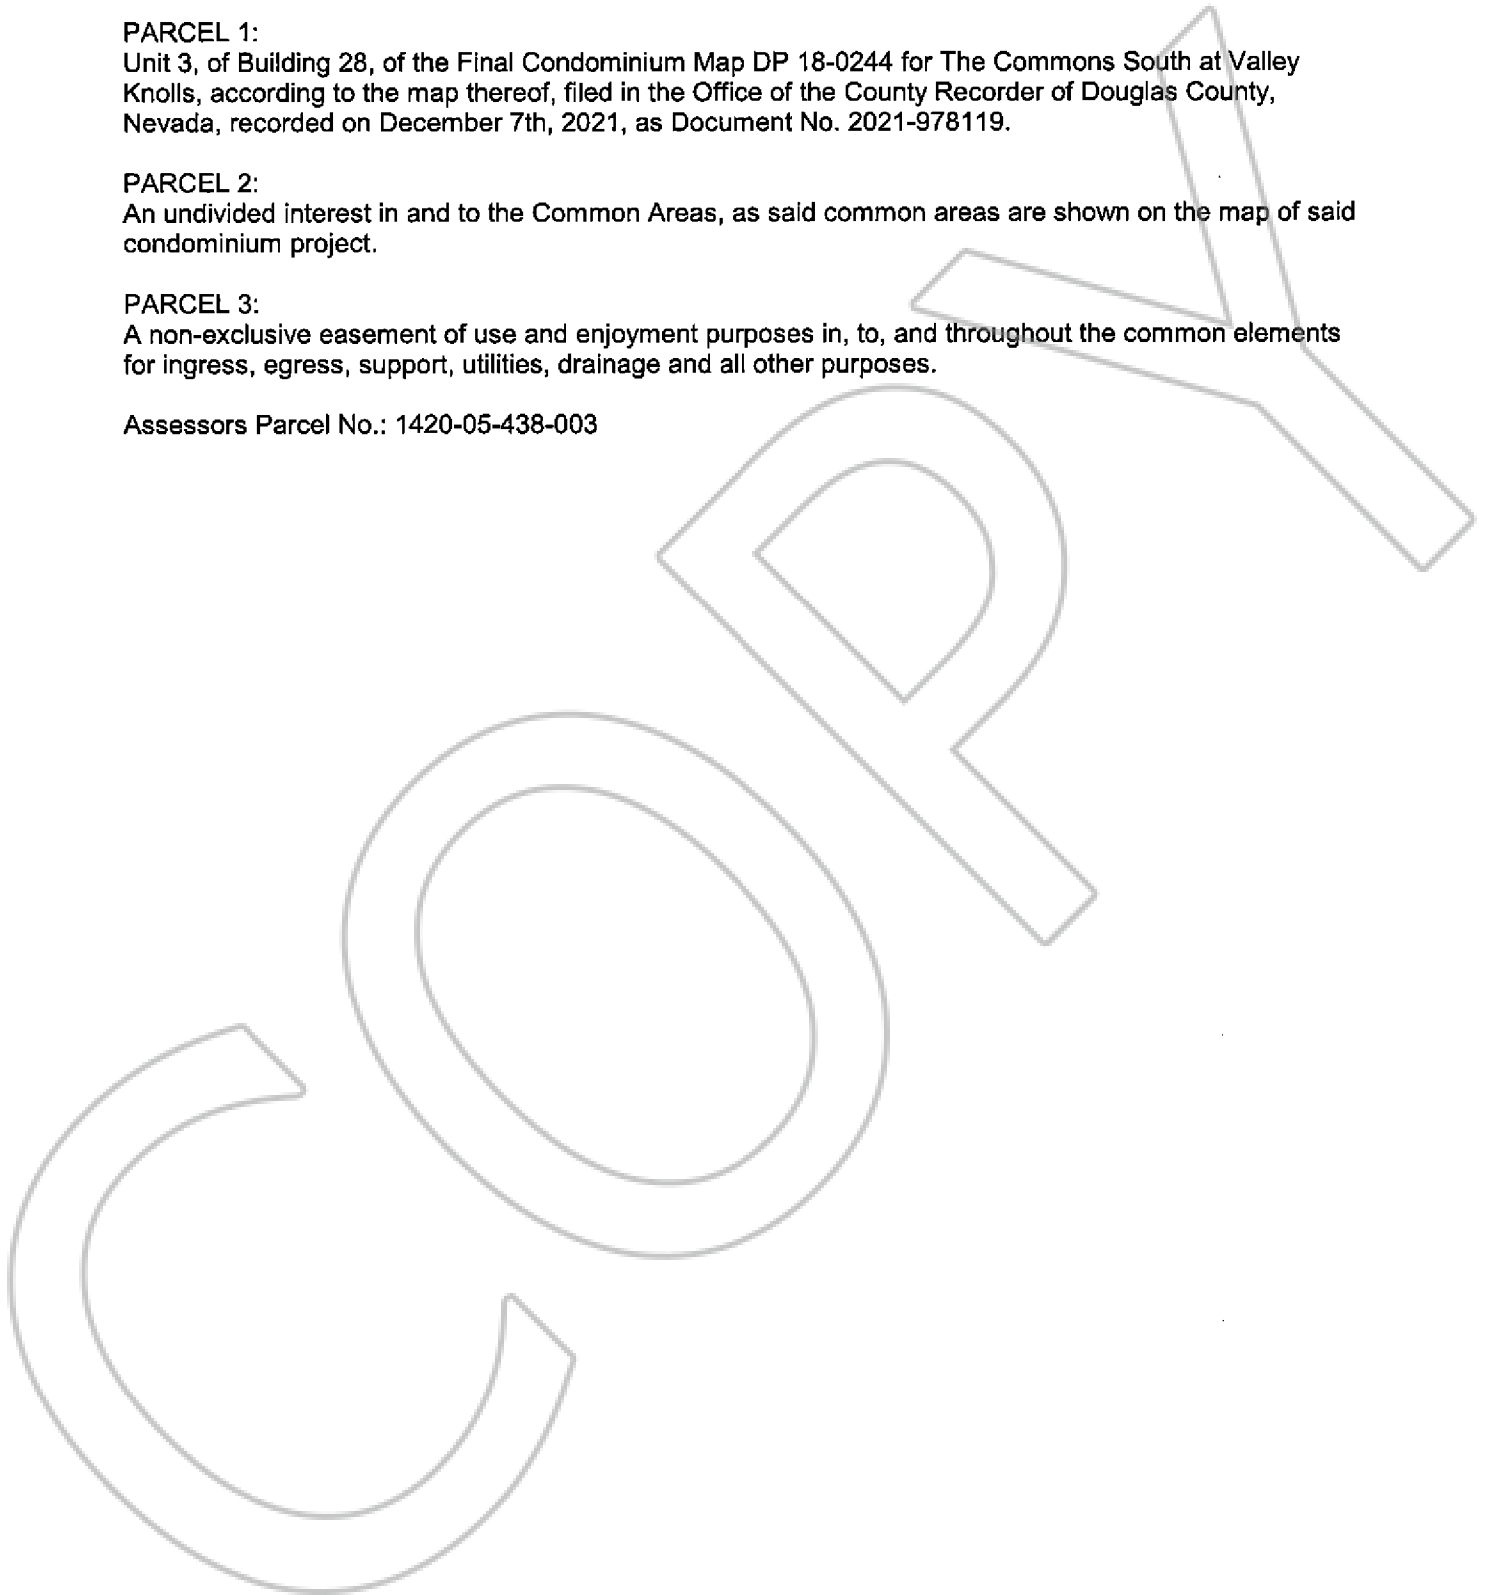 PARCEL 1:
Unit 3, of Building 28, of the Final Condominium Map DP 18-0244 for The Commons South at Valley
Knolls, according to the map thereof, filed in the Office of the County Recorder of Douglas County,
Nevada, recorded on December 7th, 2021, as Document No. 2021-978119.
PARCEL 2:
An undivided interest in and to the Common Areas, as said common areas are shown on the map of said
condominium project.
PARCEL 3:
A non-exclusive easement of use and enjoyment purposes in, to, and throughout the common elements
for ingress, egress, support, utilities, drainage and all other purposes.
Assessors Parcel No.: 1420-05-438-003
COPY